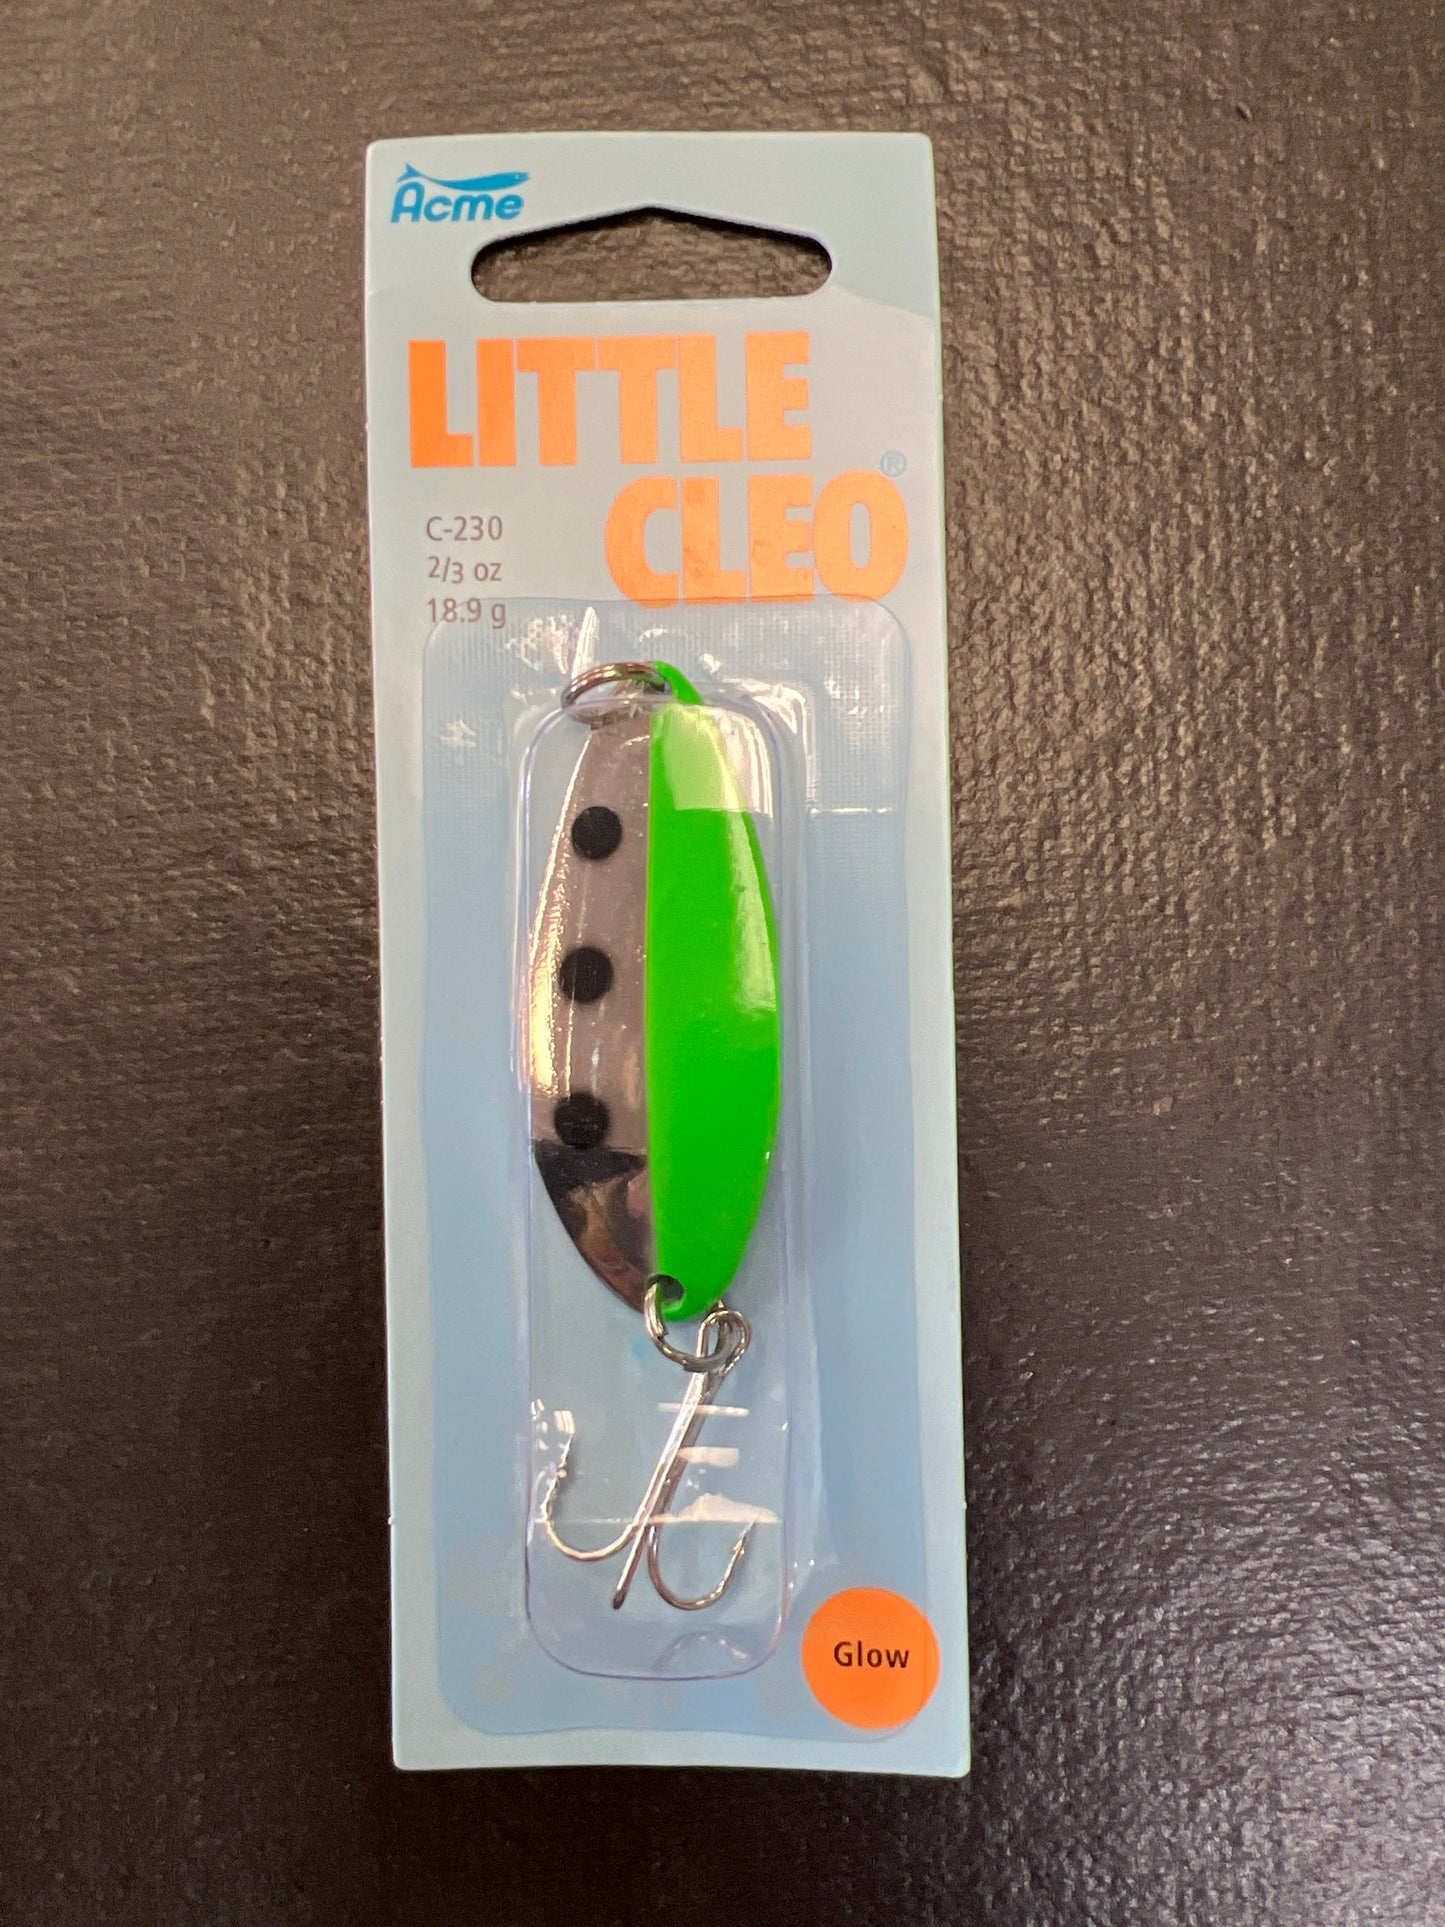 Acme
LITTLE
CLEO®
C-230
2/3 oz
18.9 g
Glow